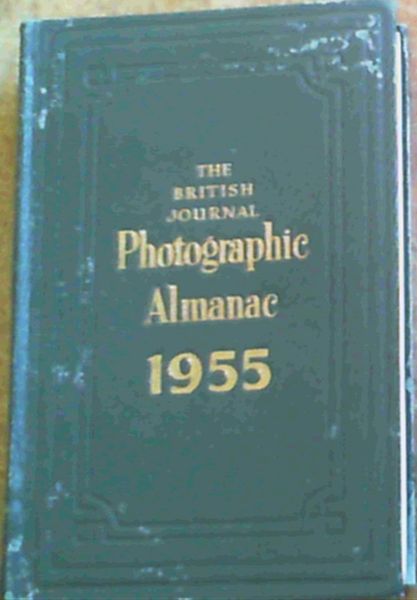 THE
BRITISH
JOURNAL
Photographic
Almanac
1955